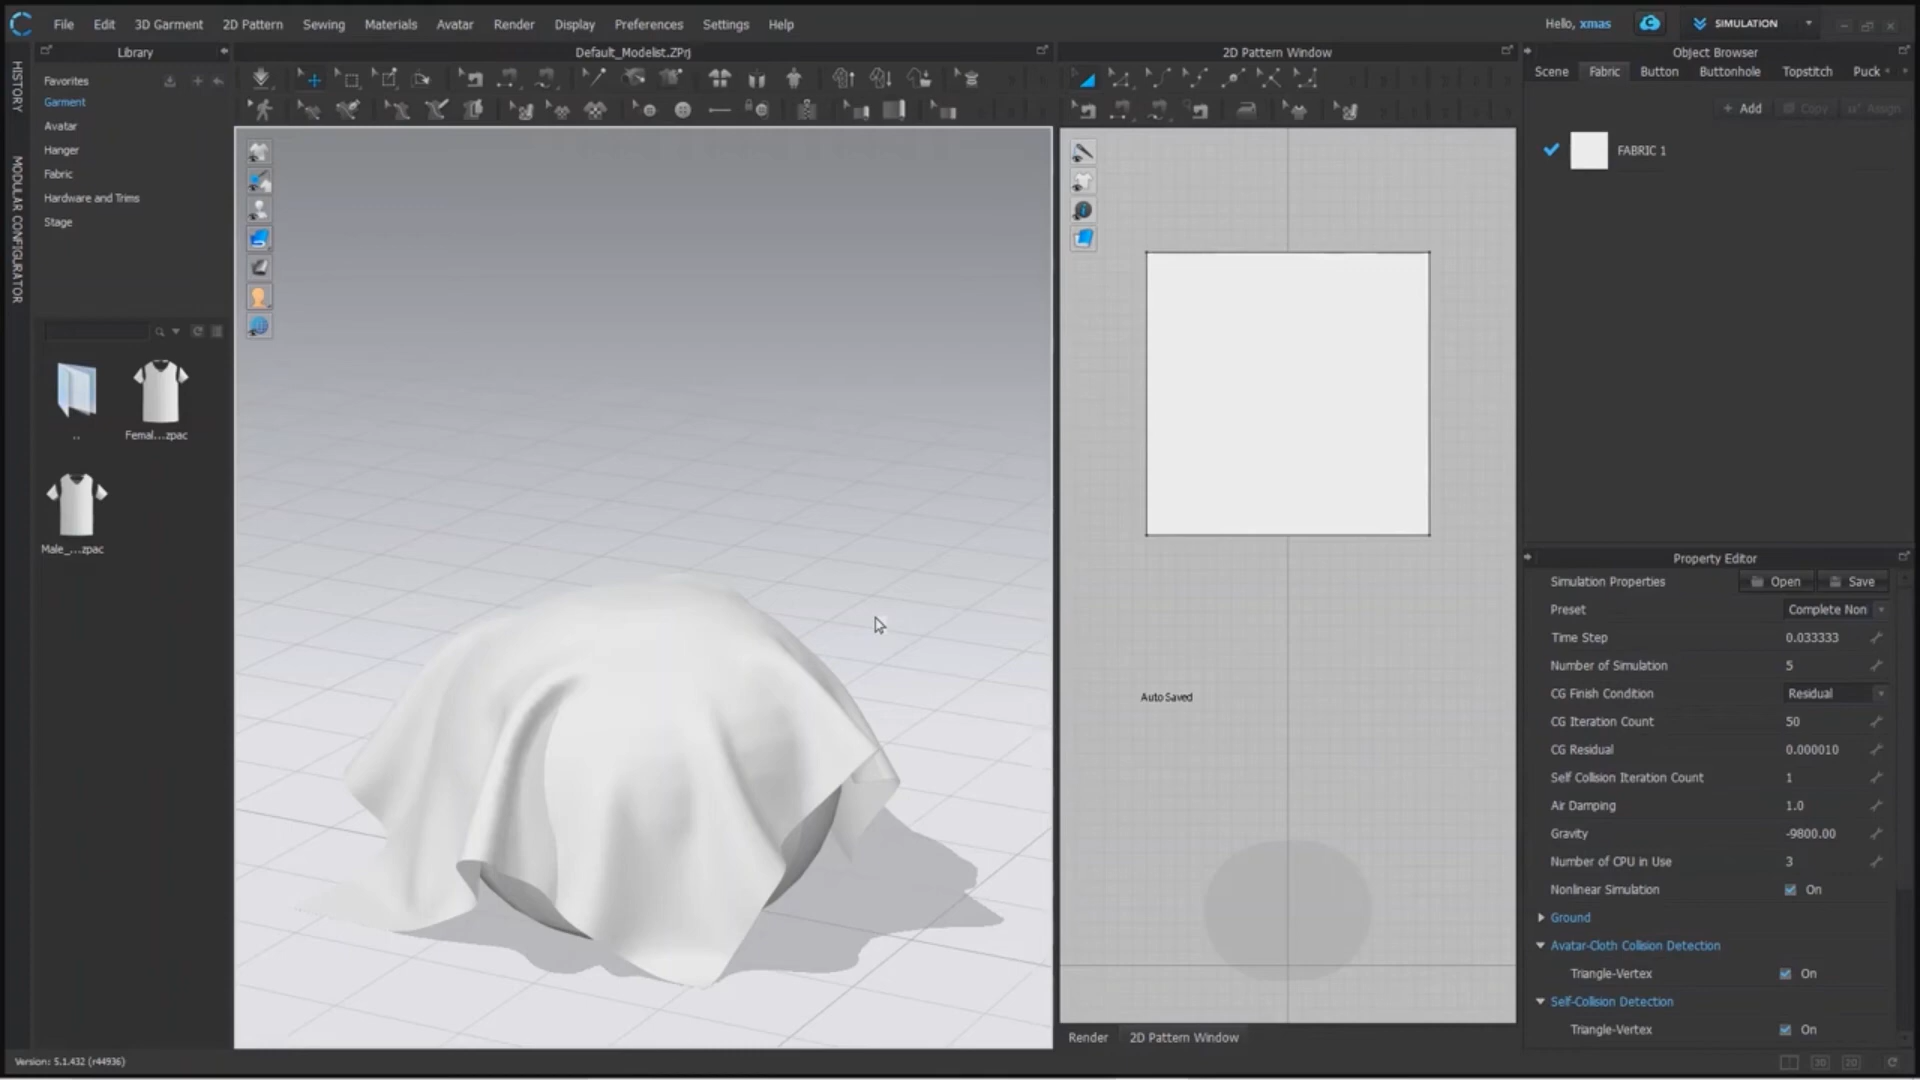 File Edit 3D Garment 2D Pattern Sewing Materials Avatar Render Display Preferences Settings Help
Hello, xmas
SIMULATION
Library
Default_Modelist.ZPrj
2D Pattern Window
Object Browser
HISTORY
MODULAR CONFIGURATOR
Favorites
Garment
Avatar
Hanger
Fabric
Hardware and Trims
Stage
..
Femal...zpac
Male_...zpac
Scene Fabric Button Buttonhole Topstitch Puck
+ Add Copy Assign
FABRIC 1
Auto Saved
Property Editor
Simulation Properties Open Save
Preset Complete Non
Time Step 0.033333
Number of Simulation 5
CG Finish Condition Residual
CG Iteration Count 50
CG Residual 0.000010
Self Collision Iteration Count 1
Air Damping 1.0
Gravity -9800.00
Number of CPU in Use 3
Nonlinear Simulation On
Ground
Avatar-Cloth Collision Detection
Triangle-Vertex On
Self-Collision Detection
Triangle-Vertex On
Render 2D Pattern Window
Version: 5.1.432 (r44936)
3D 2D